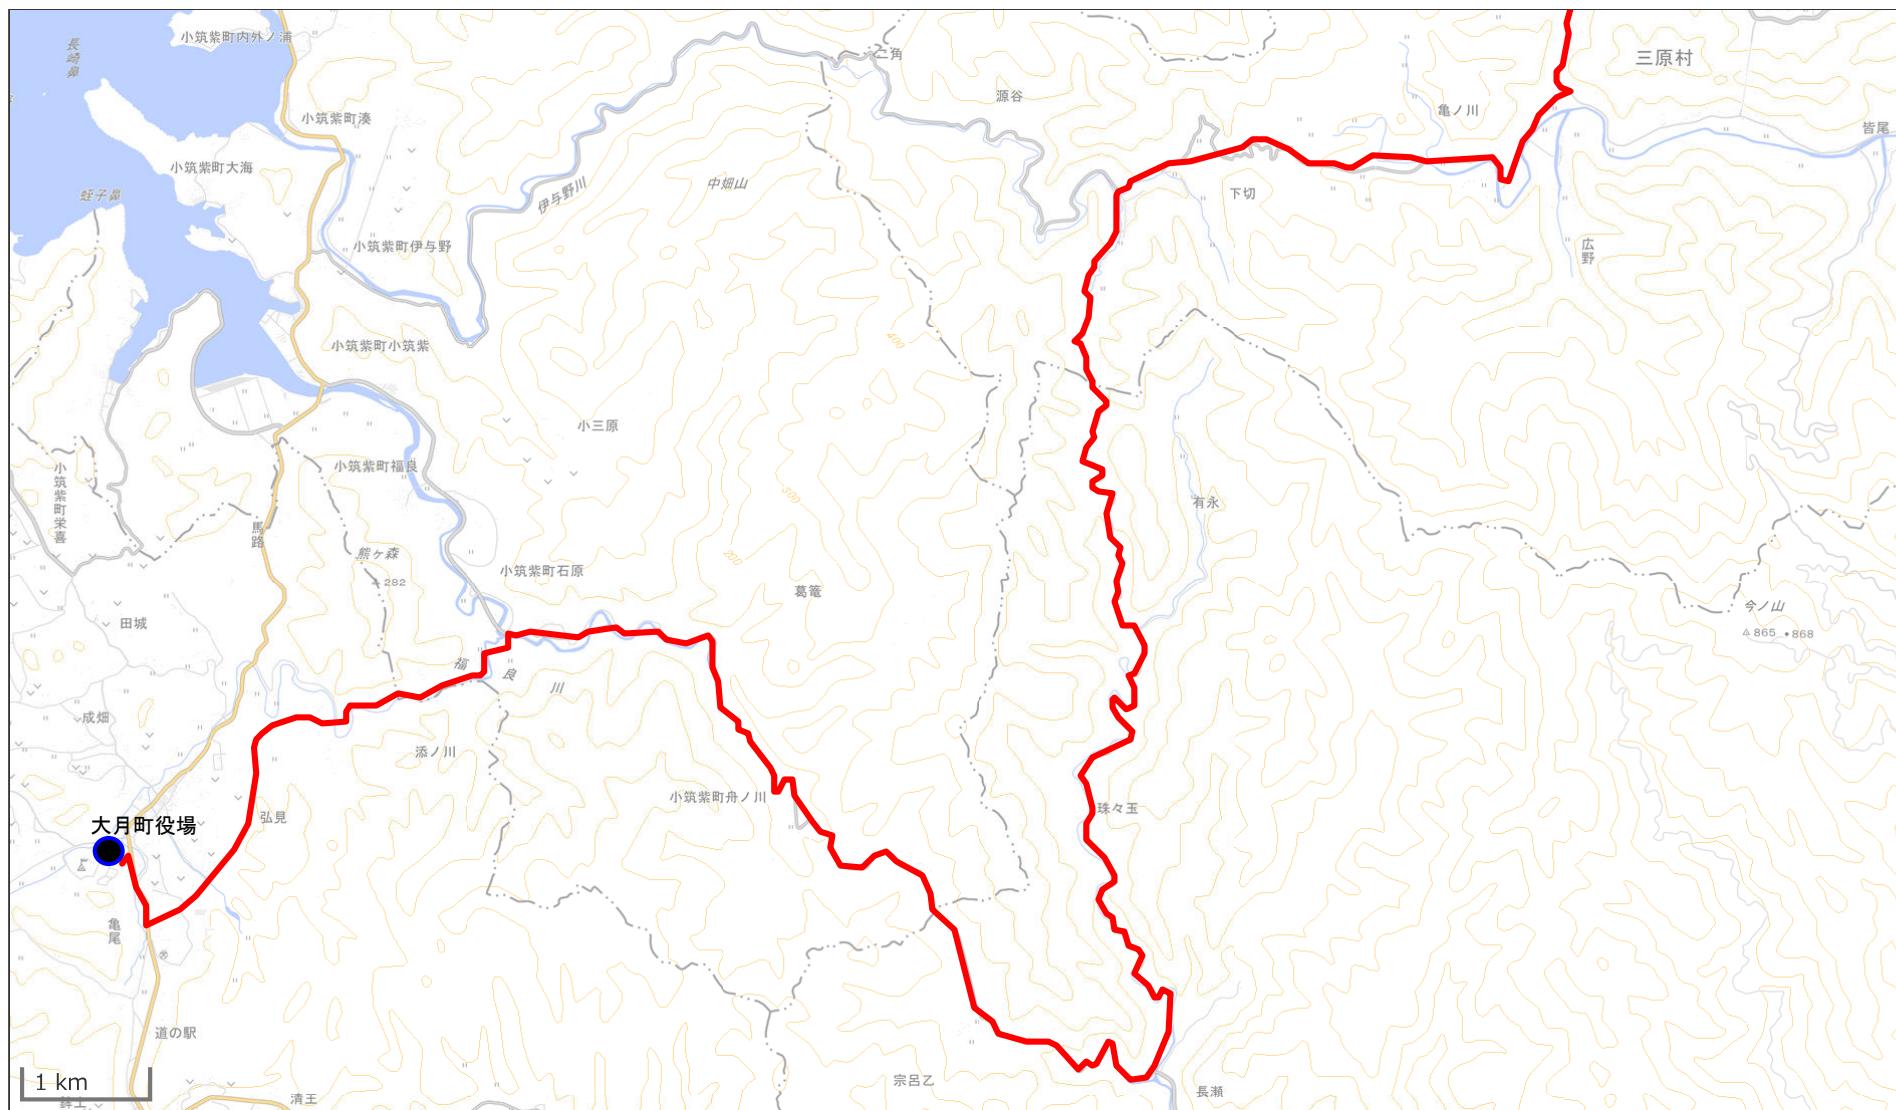 長崎鼻
小筑紫町内外ノ浦
二角
三原村
源谷
亀ノ川
小筑紫町湊
皆尾
小筑紫町大海
中畑山
伊与野川
蛭子鼻
下切
小筑紫町伊与野
広野
小筑紫町小筑紫
400
小三原
小筑紫町福良
小筑紫町栄喜
300
有永
馬路
熊ヶ森
282
200
小筑紫町石原
葛篭
今ノ山
865
868
田城
福良川
成畑
添ノ川
小筑紫町舟ノ川
珠々玉
弘見
大月町役場
亀尾
道の駅
1 km
宗呂乙
長瀬
清王